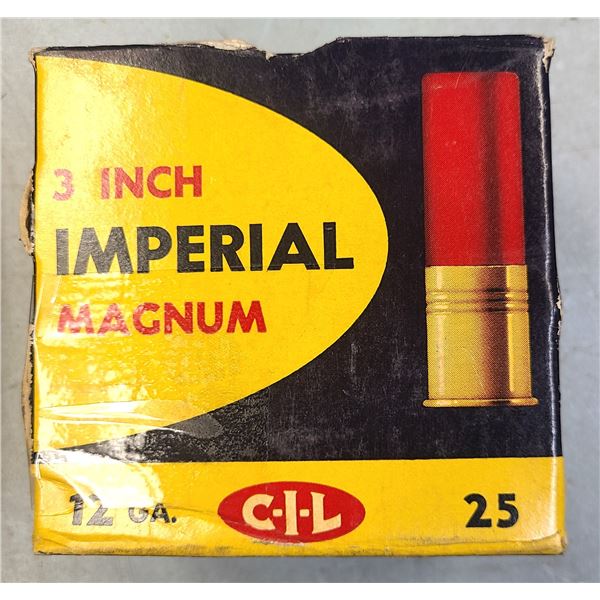 3 INCH
IMPERIAL
MAGNUM
12 GA. C-I-L 25